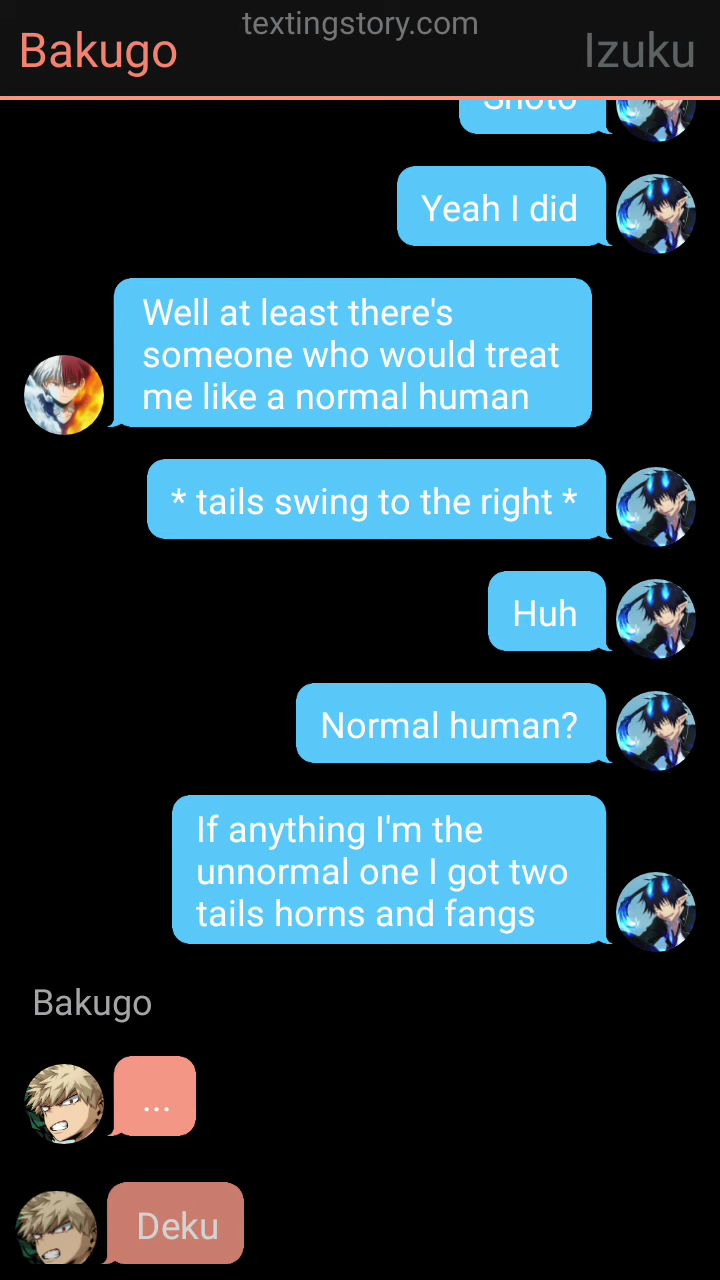 textingstory.com
Bakugo
Izuku
Shoto
Yeah I did
Well at least there's
someone who would treat
me like a normal human
* tails swing to the right *
Huh
Normal human?
If anything I'm the
unnormal one I got two
tails horns and fangs
Bakugo
...
Deku